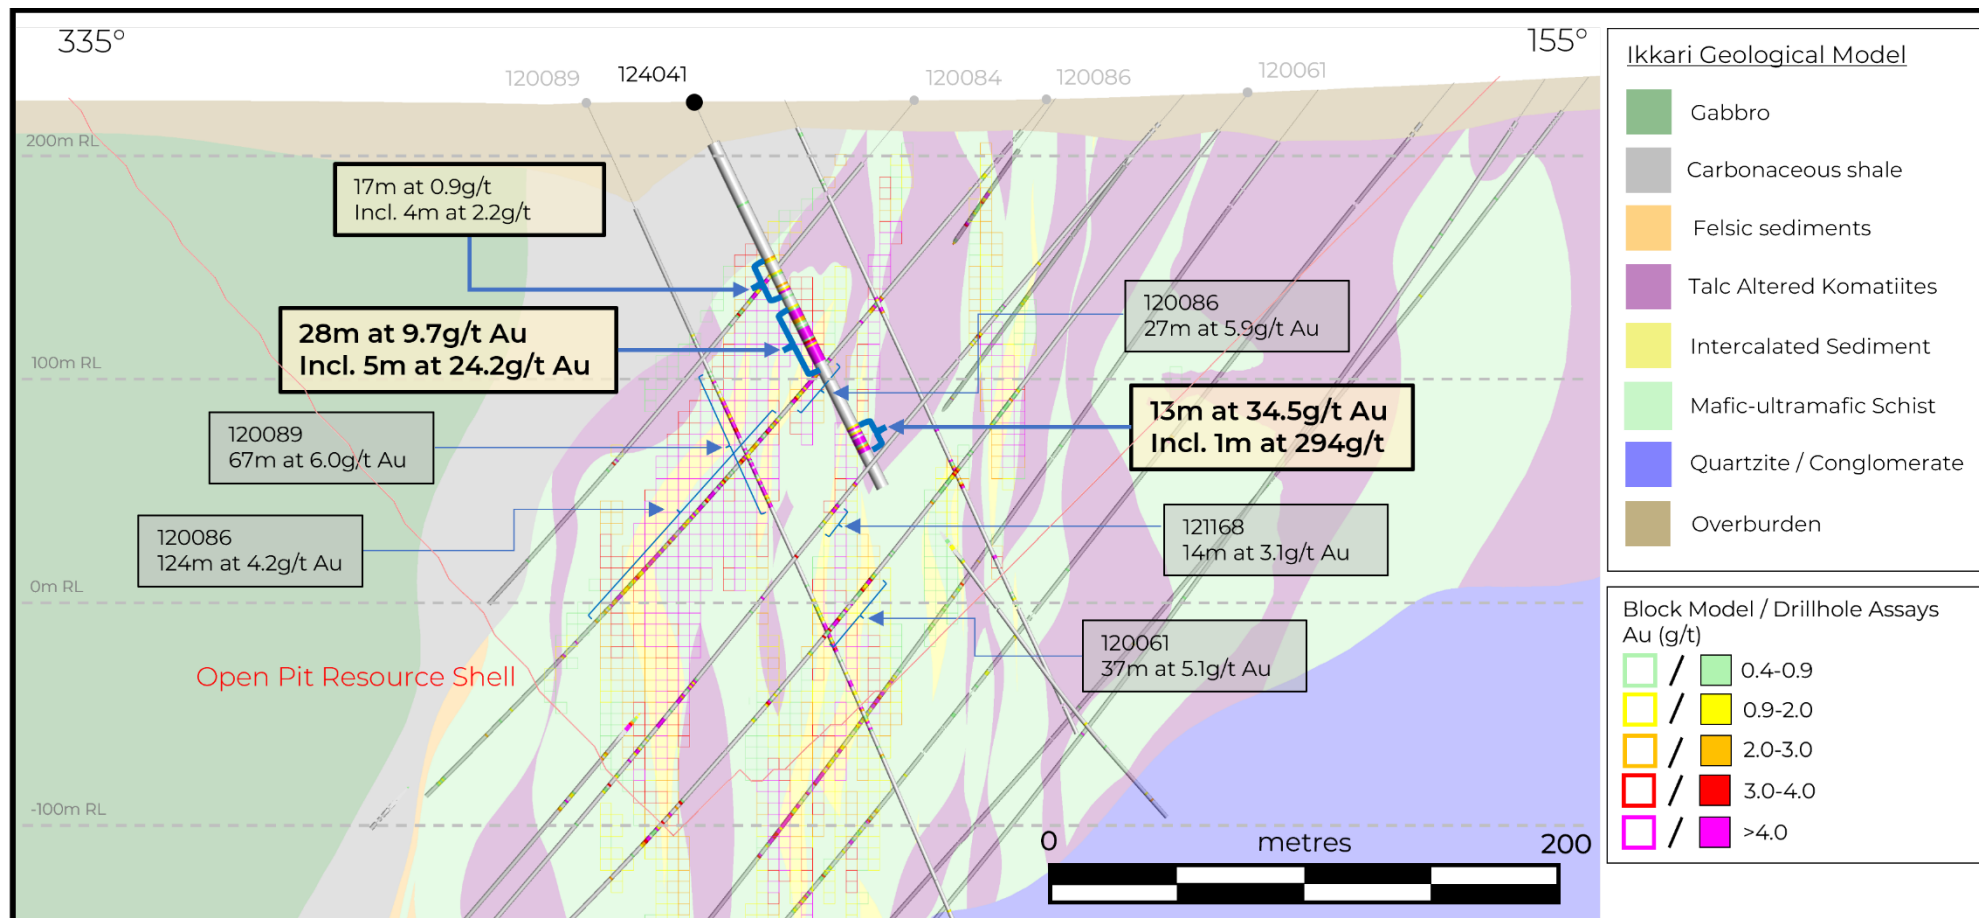 335°
155°
120089
124041
120084
120086
120061
200m RL
100m RL
0m RL
-100m RL
17m at 0.9g/t
Incl. 4m at 2.2g/t
28m at 9.7g/t Au
Incl. 5m at 24.2g/t Au
120089
67m at 6.0g/t Au
120086
124m at 4.2g/t Au
Open Pit Resource Shell
120086
27m at 5.9g/t Au
13m at 34.5g/t Au
Incl. 1m at 294g/t
121168
14m at 3.1g/t Au
120061
37m at 5.1g/t Au
0
metres
200
Ikkari Geological Model
Gabbro
Carbonaceous shale
Felsic sediments
Talc Altered Komatiites
Intercalated Sediment
Mafic-ultramafic Schist
Quartzite / Conglomerate
Overburden
Block Model / Drillhole Assays
Au (g/t)
/ 0.4-0.9
/ 0.9-2.0
/ 2.0-3.0
/ 3.0-4.0
/ >4.0